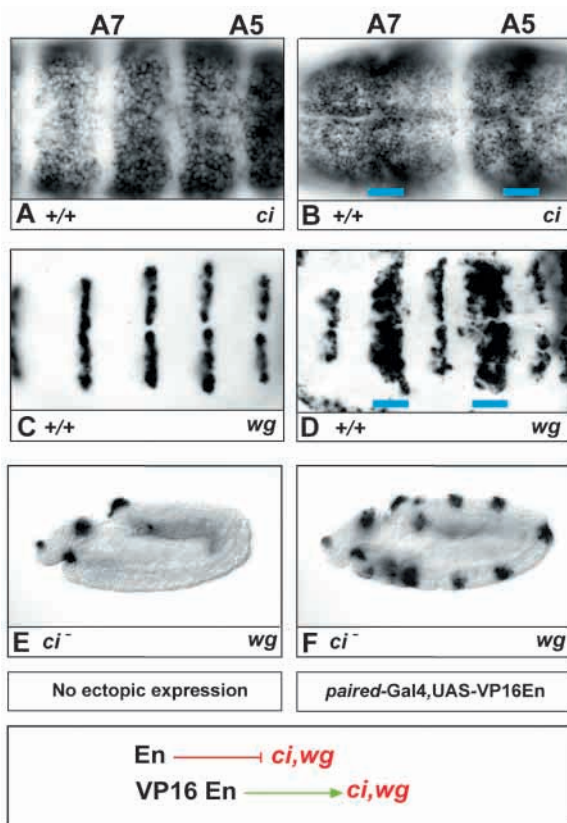 A7 A5 A7 A5
A +/+ ci B +/+ ci
C +/+ wg D +/+ wg
E ci - wg F ci - wg
No ectopic expression paired-Gal4,UAS-VP16En
En ci,wg
VP16 En ci,wg